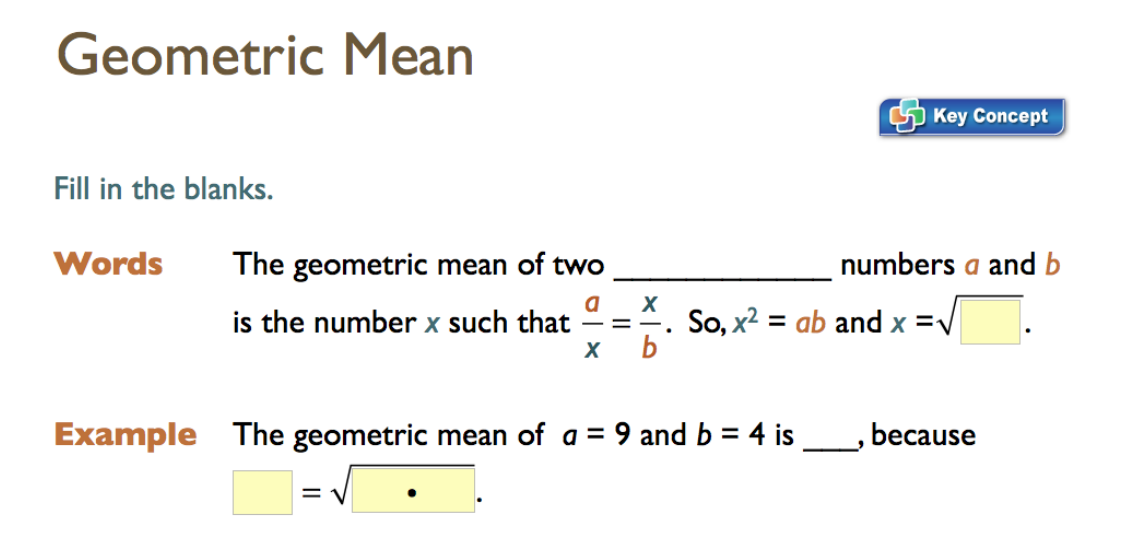 Geometric Mean
Key Concept
Fill in the blanks.
Words The geometric mean of two ____________ numbers a and b
is the number x such that a/x = x/b. So, x² = ab and x = √ .
Example The geometric mean of a = 9 and b = 4 is ___, because
= √ • .